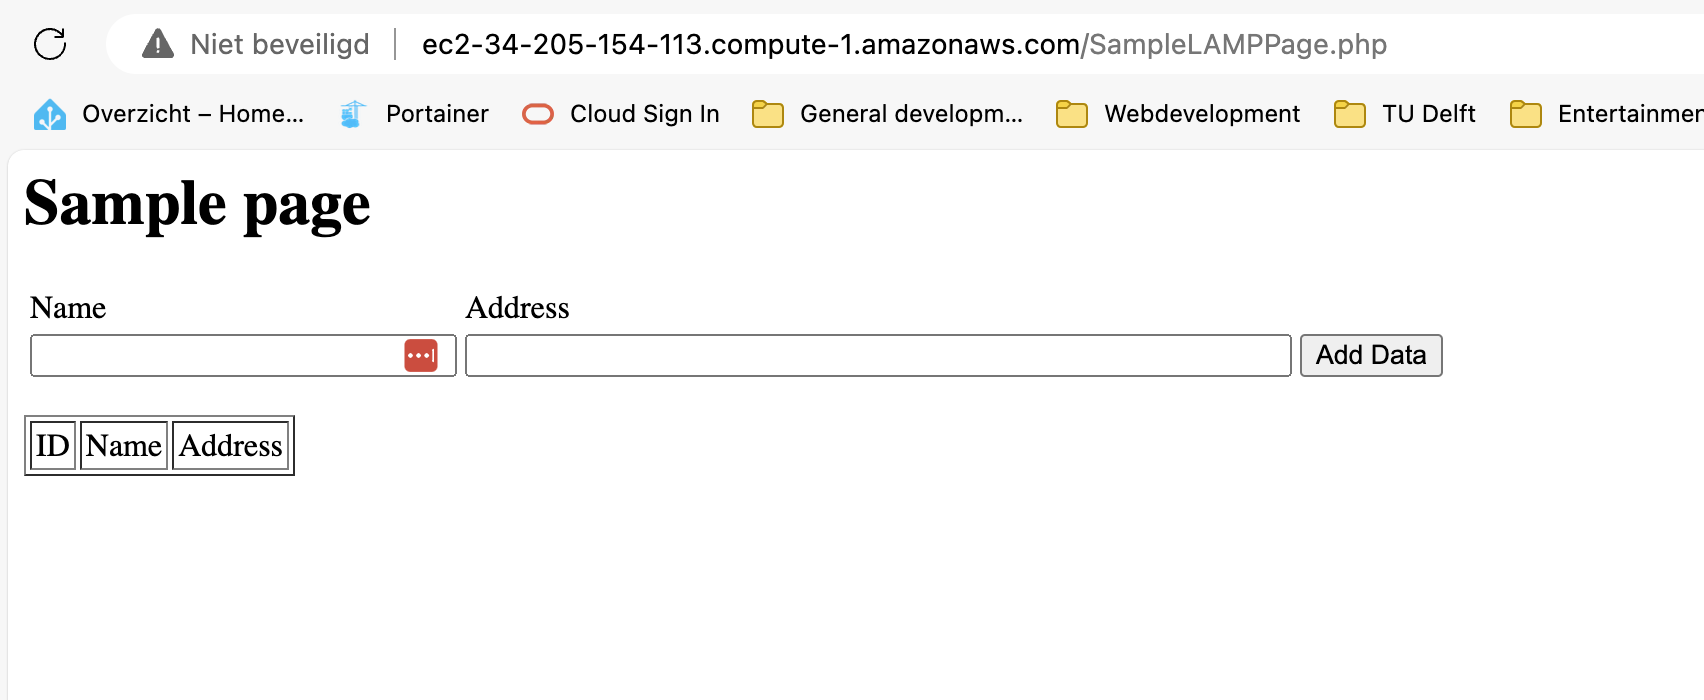 Niet beveiligd ec2-34-205-154-113.compute-1.amazonaws.com/SampleLAMPPage.php
Overzicht – Home... Portainer Cloud Sign In General developm... Webdevelopment TU Delft Entertainmen
Sample page
Name Address
Add Data
ID Name Address